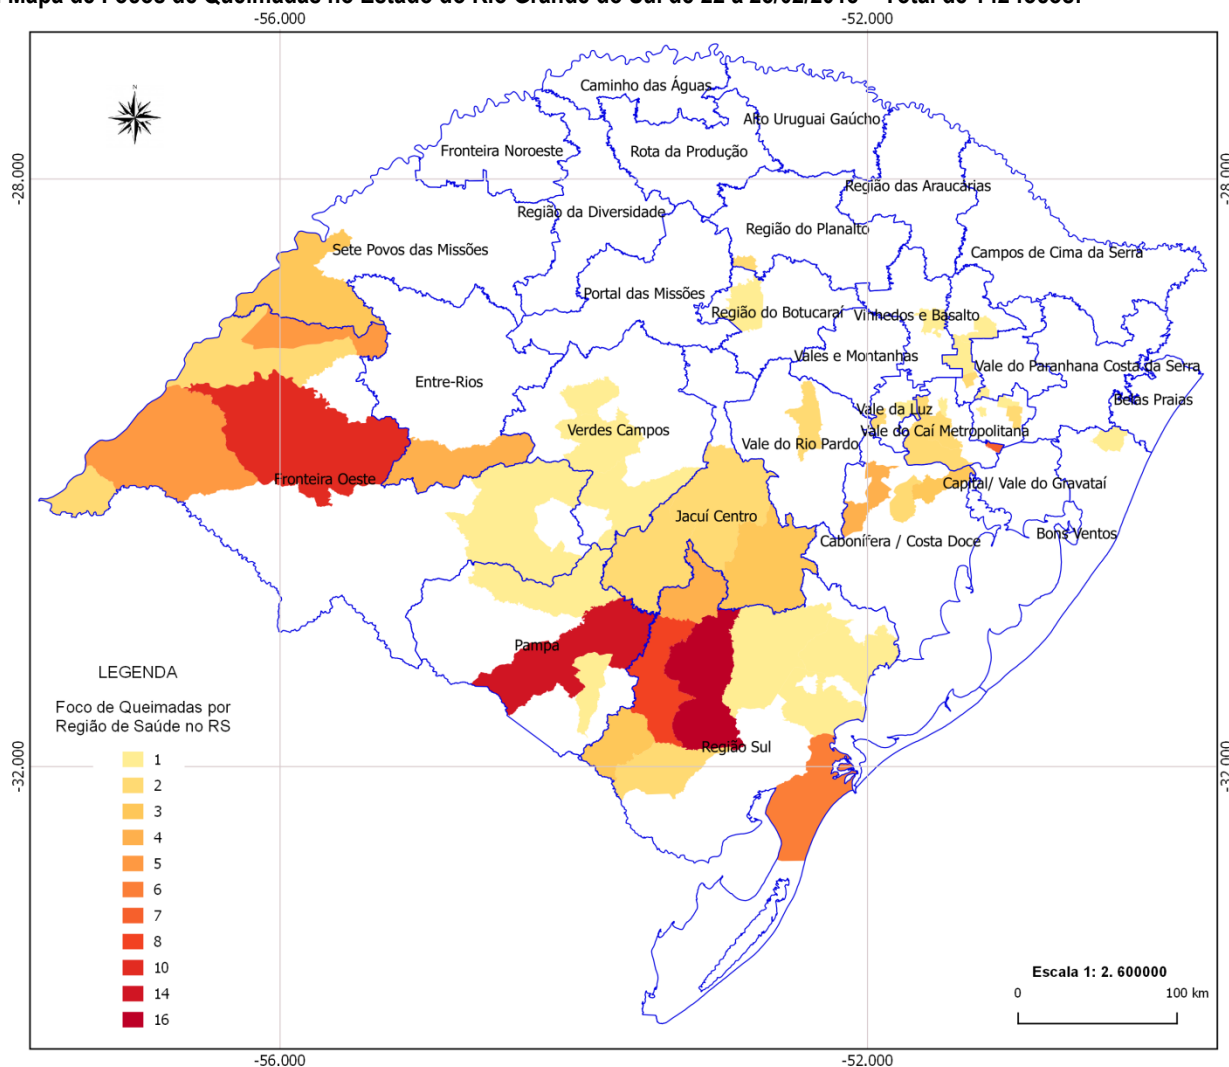 Mapa de Focos de Queimadas no Estado do Rio Grande do Sul de 22 a
Total de
-56.000 -52.000
N
Caminho das Águas
Alto Uruguai Gaúcho
Fronteira Noroeste
Rota da Produção
-28.000 -28.000
Região das Araucárias
Região da Diversidade
Região do Planalto
Sete Povos das Missões
Campos de Cima da Serra
Portal das Missões
Região do Botucaraí
Vinhedos e Basalto
Vales e Montanhas
Vale do Paranhana Costa da Serra
Entre-Rios
Belas Praias
Vale da Luz
Verdes Campos
Vale do Caí Metropolitana
Vale do Rio Pardo
Fronteira Oeste
Capital/ Vale do Gravataí
Jacuí Centro
Bons Ventos
Cabonífera / Costa Doce
Pampa
Região Sul
-32.000 -32.000
LEGENDA
Foco de Queimadas por
Região de Saúde no RS
1
2
3
4
5
6
7
8
10
14
16
Escala 1: 2. 600000
0 100 km
-56.000 -52.000